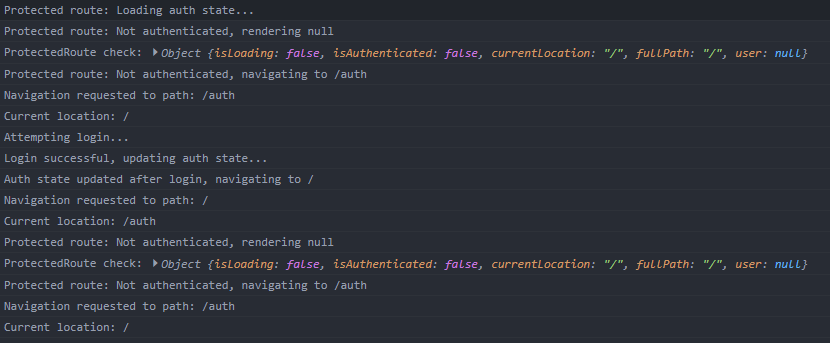 Protected route: Loading auth state...
Protected route: Not authenticated, rendering null
ProtectedRoute check: ▶Object {isLoading: false, isAuthenticated: false, currentLocation: "/", fullPath: "/", user: null}
Protected route: Not authenticated, navigating to /auth
Navigation requested to path: /auth
Current location: /
Attempting login...
Login successful, updating auth state...
Auth state updated after login, navigating to /
Navigation requested to path: /
Current location: /auth
Protected route: Not authenticated, rendering null
ProtectedRoute check: ▶Object {isLoading: false, isAuthenticated: false, currentLocation: "/", fullPath: "/", user: null}
Protected route: Not authenticated, navigating to /auth
Navigation requested to path: /auth
Current location: /